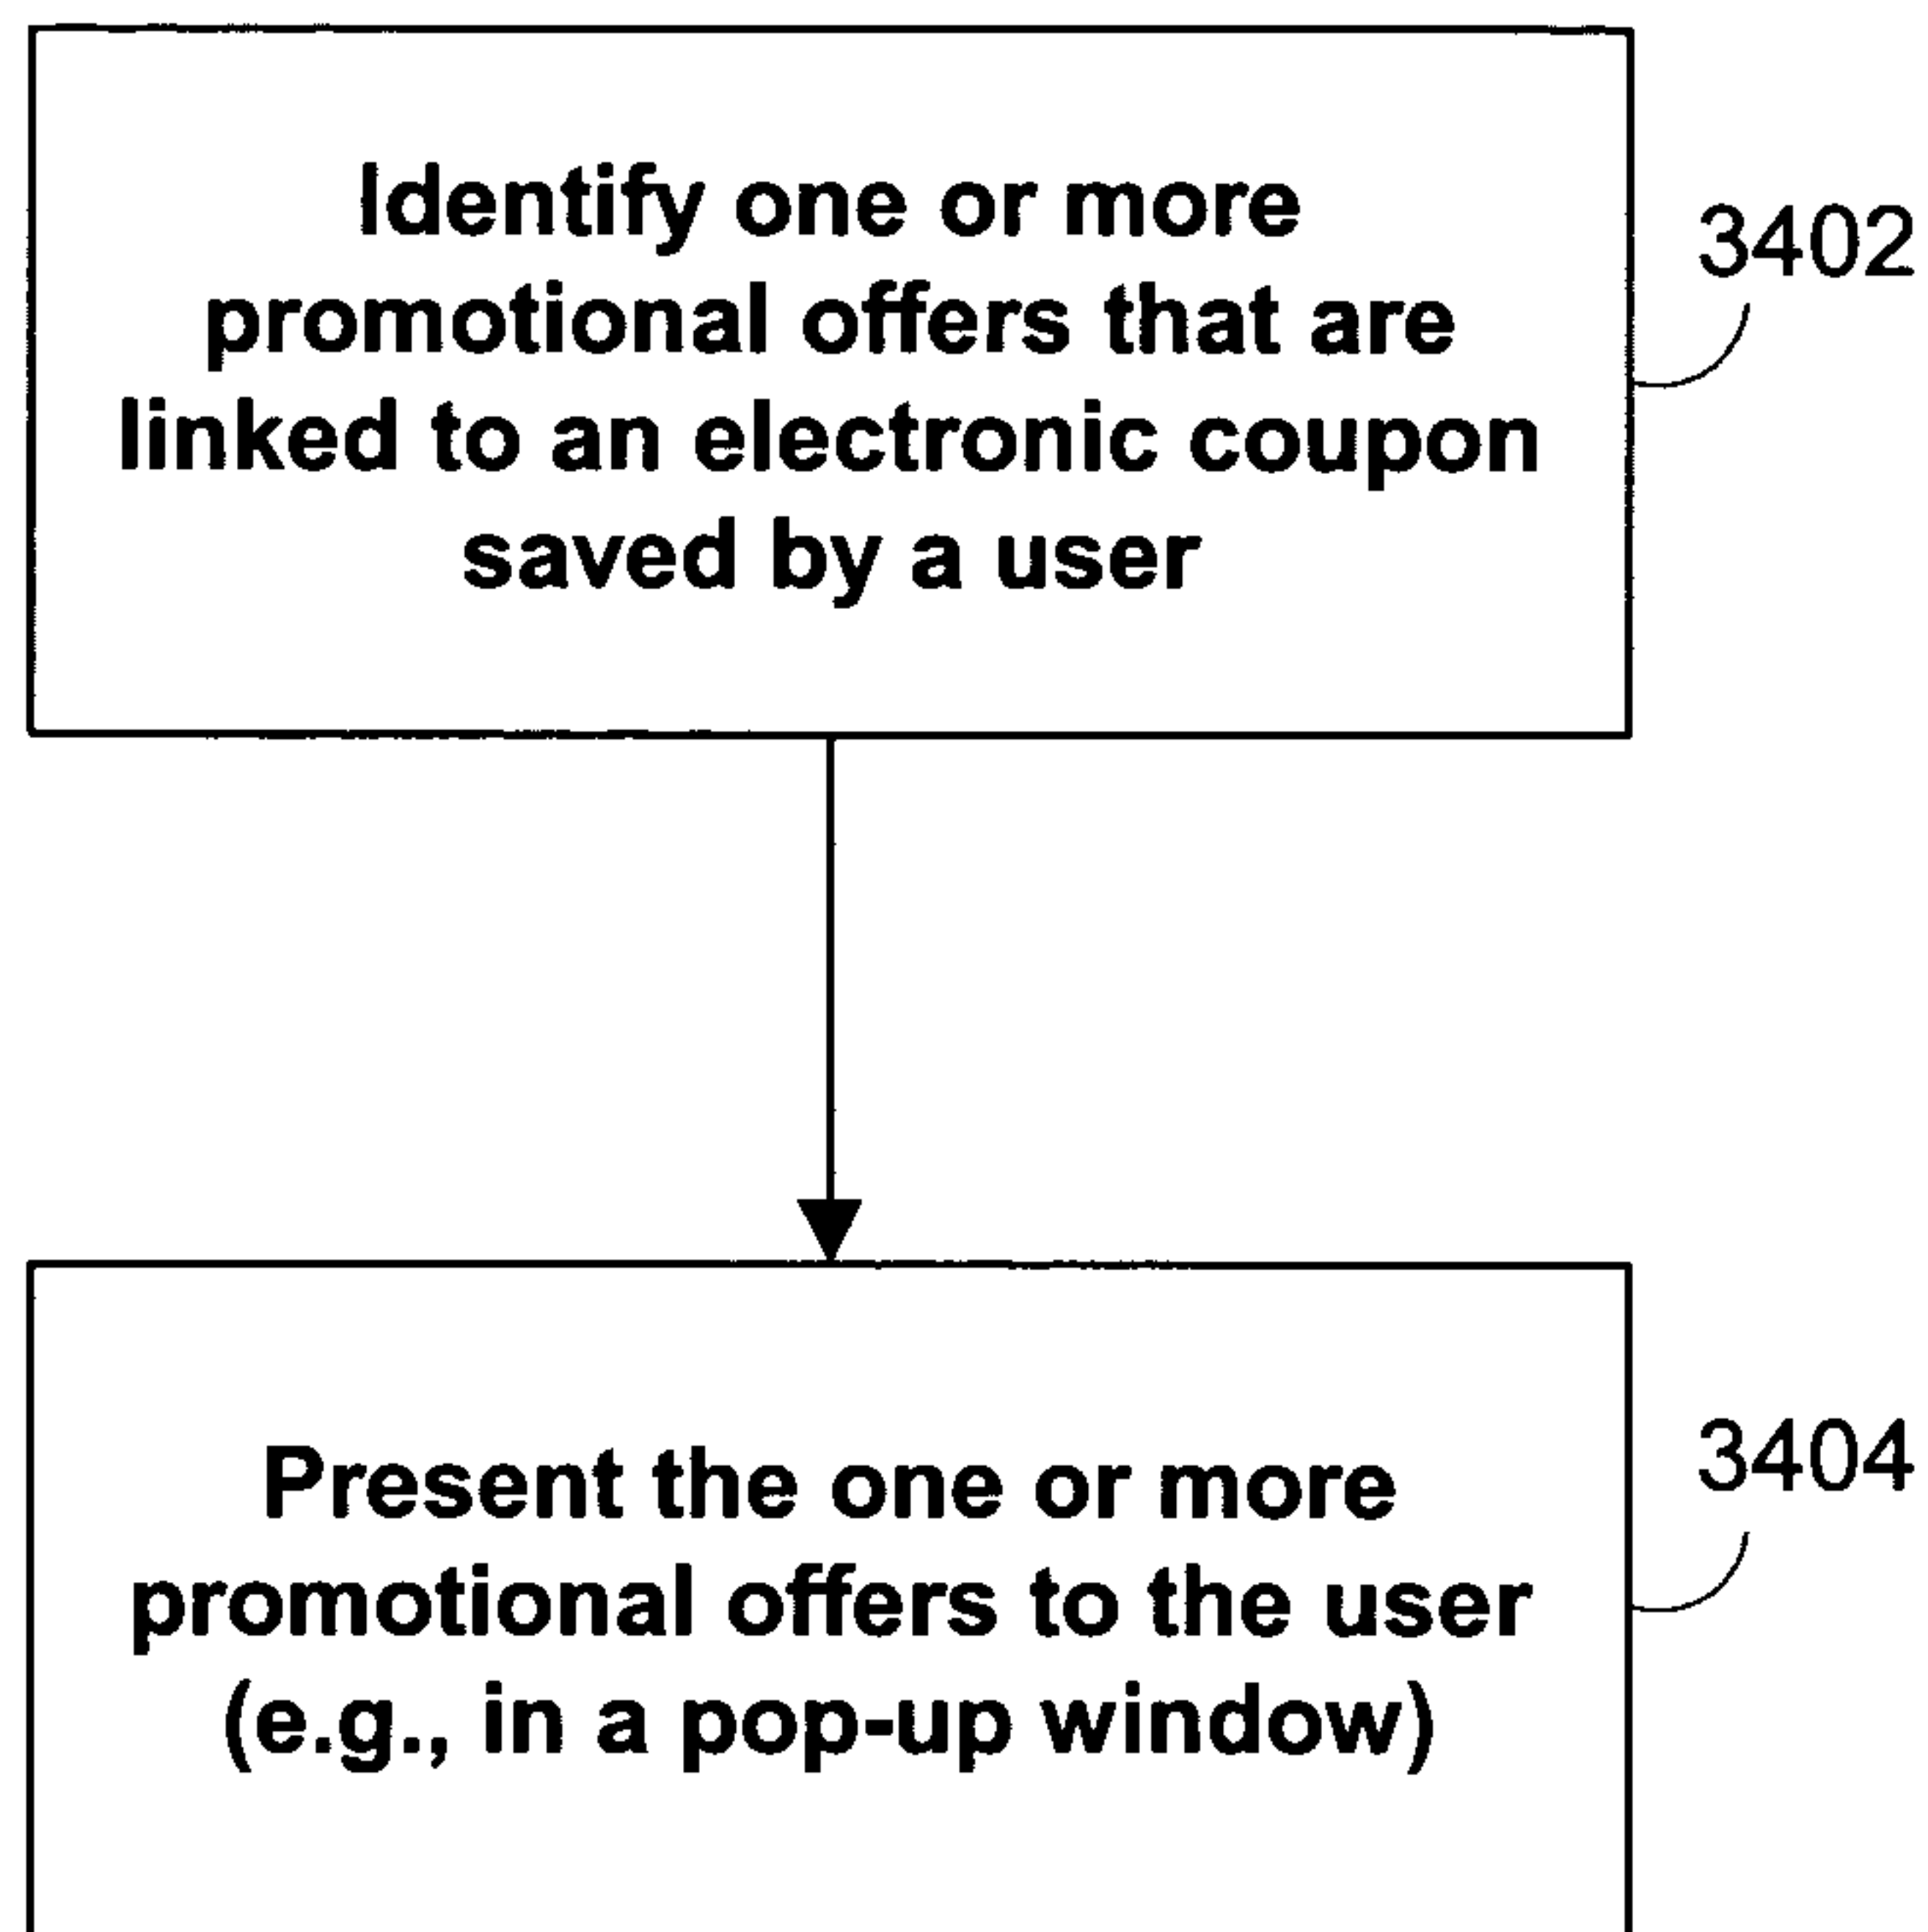 Identify one or more
promotional offers that are
linked to an electronic coupon
saved by a user
3402
Present the one or more
promotional offers to the user
(e.g., in a pop-up window)
3404